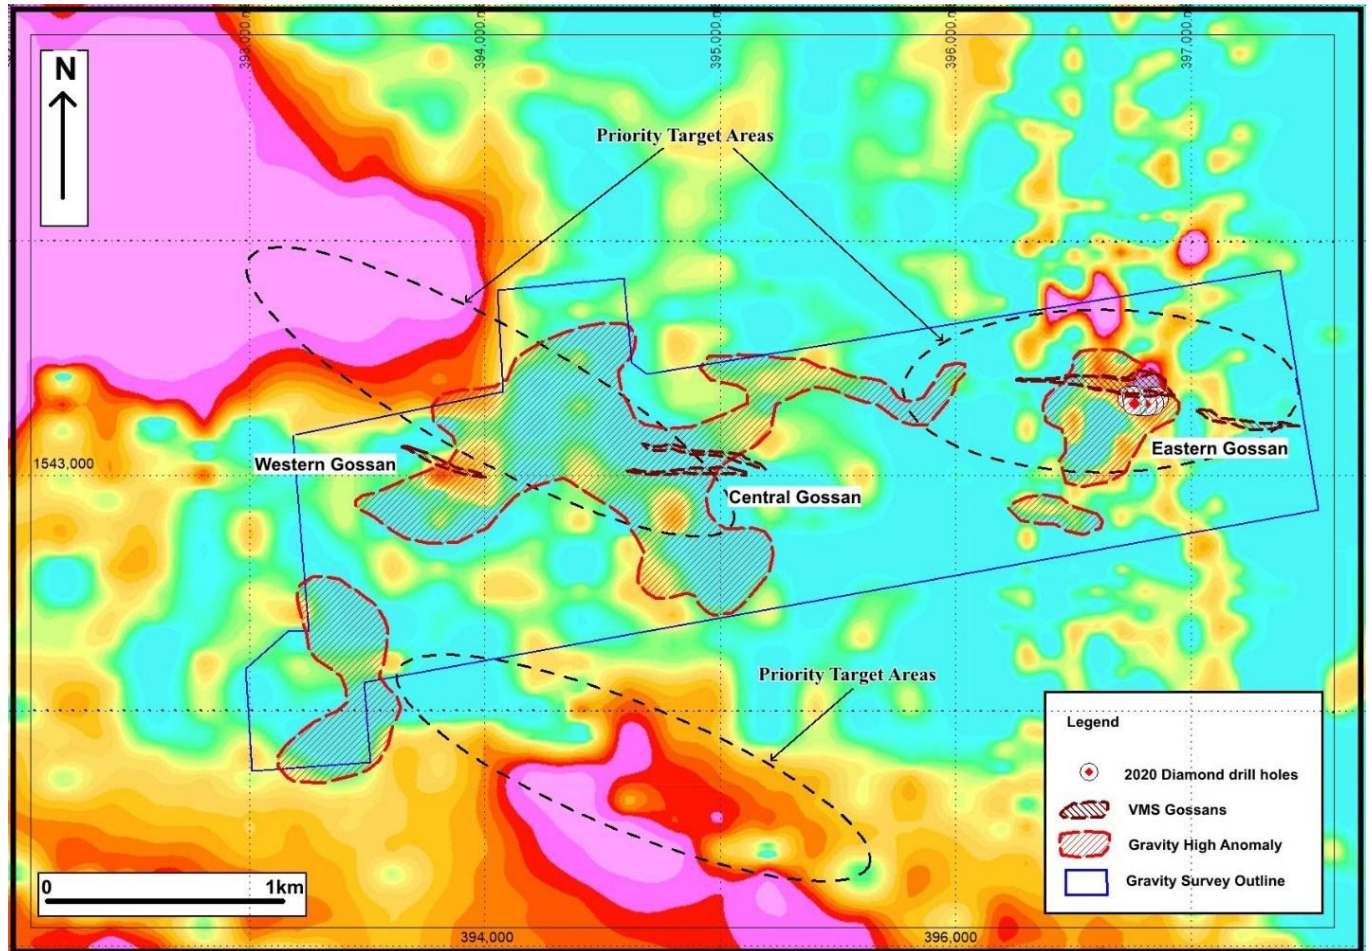 393,000
394,000
395,000
396,000
397,000
N
Priority Target Areas
Western Gossan
Eastern Gossan
1543,000
Central Gossan
Priority Target Areas
Legend
2020 Diamond drill holes
VMS Gossans
Gravity High Anomaly
Gravity Survey Outline
0 1km
394,000
396,000